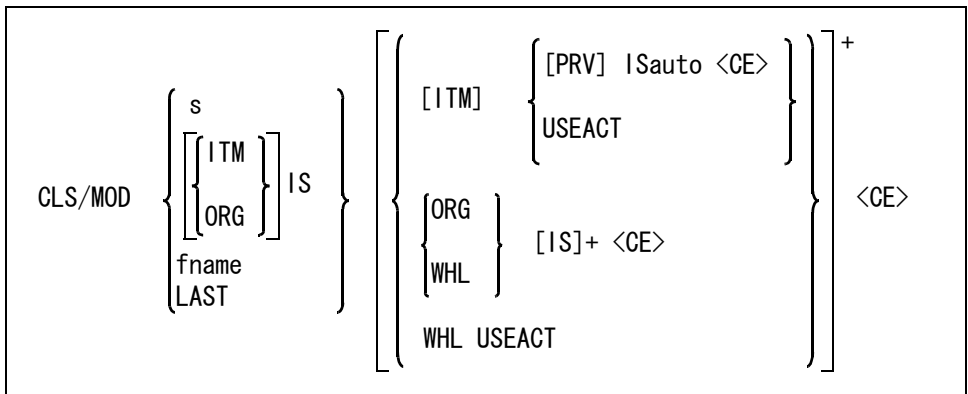 [PRV] ISauto <CE>
[ITM]
USEACT
s
ITM
IS
ORG
CLS/MOD
fname
LAST
ORG
WHL
[IS]+ <CE>
WHL USEACT
+
<CE>